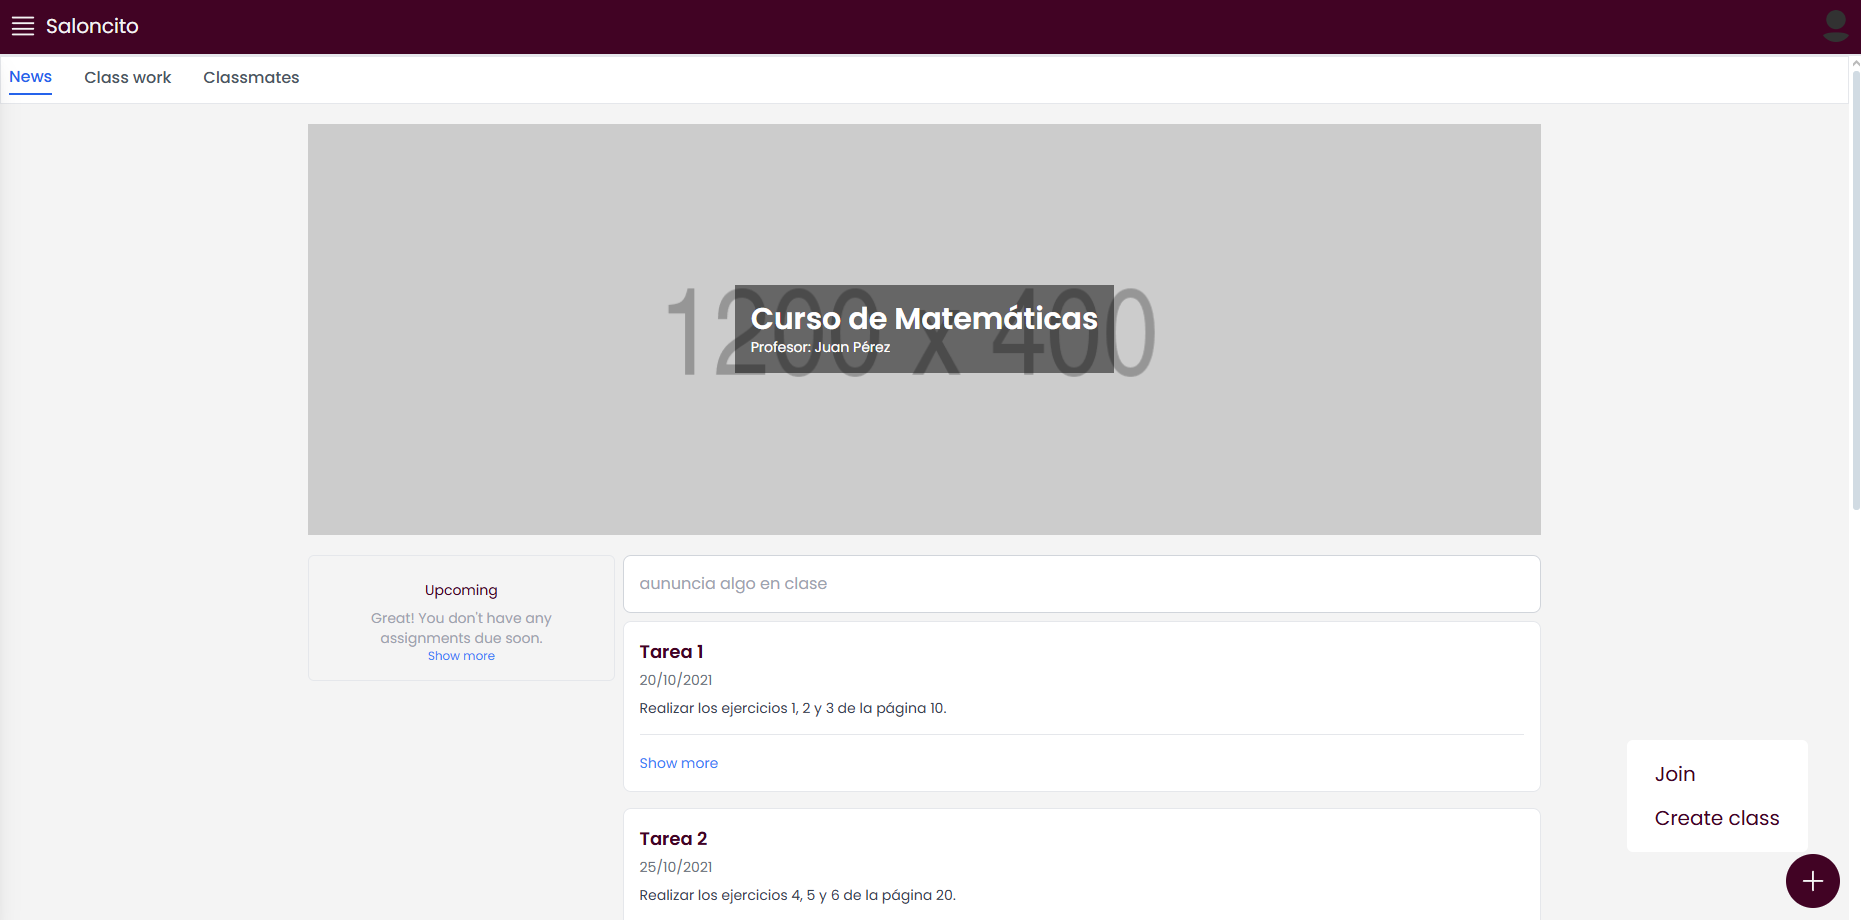 Saloncito
News
Class work
Classmates
1200 x 400
Curso de Matemáticas
Profesor: Juan Pérez
Upcoming
Great! You don't have any
assignments due soon.
Show more
aununcia algo en clase
Tarea 1
20/10/2021
Realizar los ejercicios 1, 2 y 3 de la página 10.
Show more
Tarea 2
25/10/2021
Realizar los ejercicios 4, 5 y 6 de la página 20.
Join
Create class